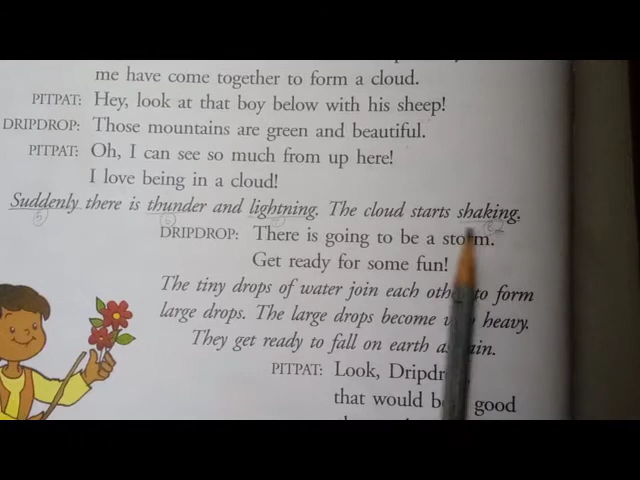 me have come together to form a cloud.
PITPAT: Hey, look at that boy below with his sheep!
DRIPDROP: Those mountains are green and beautiful.
PITPAT: Oh, I can see so much from up here!
I love being in a cloud!
Suddenly there is thunder and lightning. The cloud starts shaking.
DRIPDROP: There is going to be a storm.
Get ready for some fun!
The tiny drops of water join each other to form
large drops. The large drops become very heavy.
They get ready to fall on earth as rain.
PITPAT: Look,
that would good